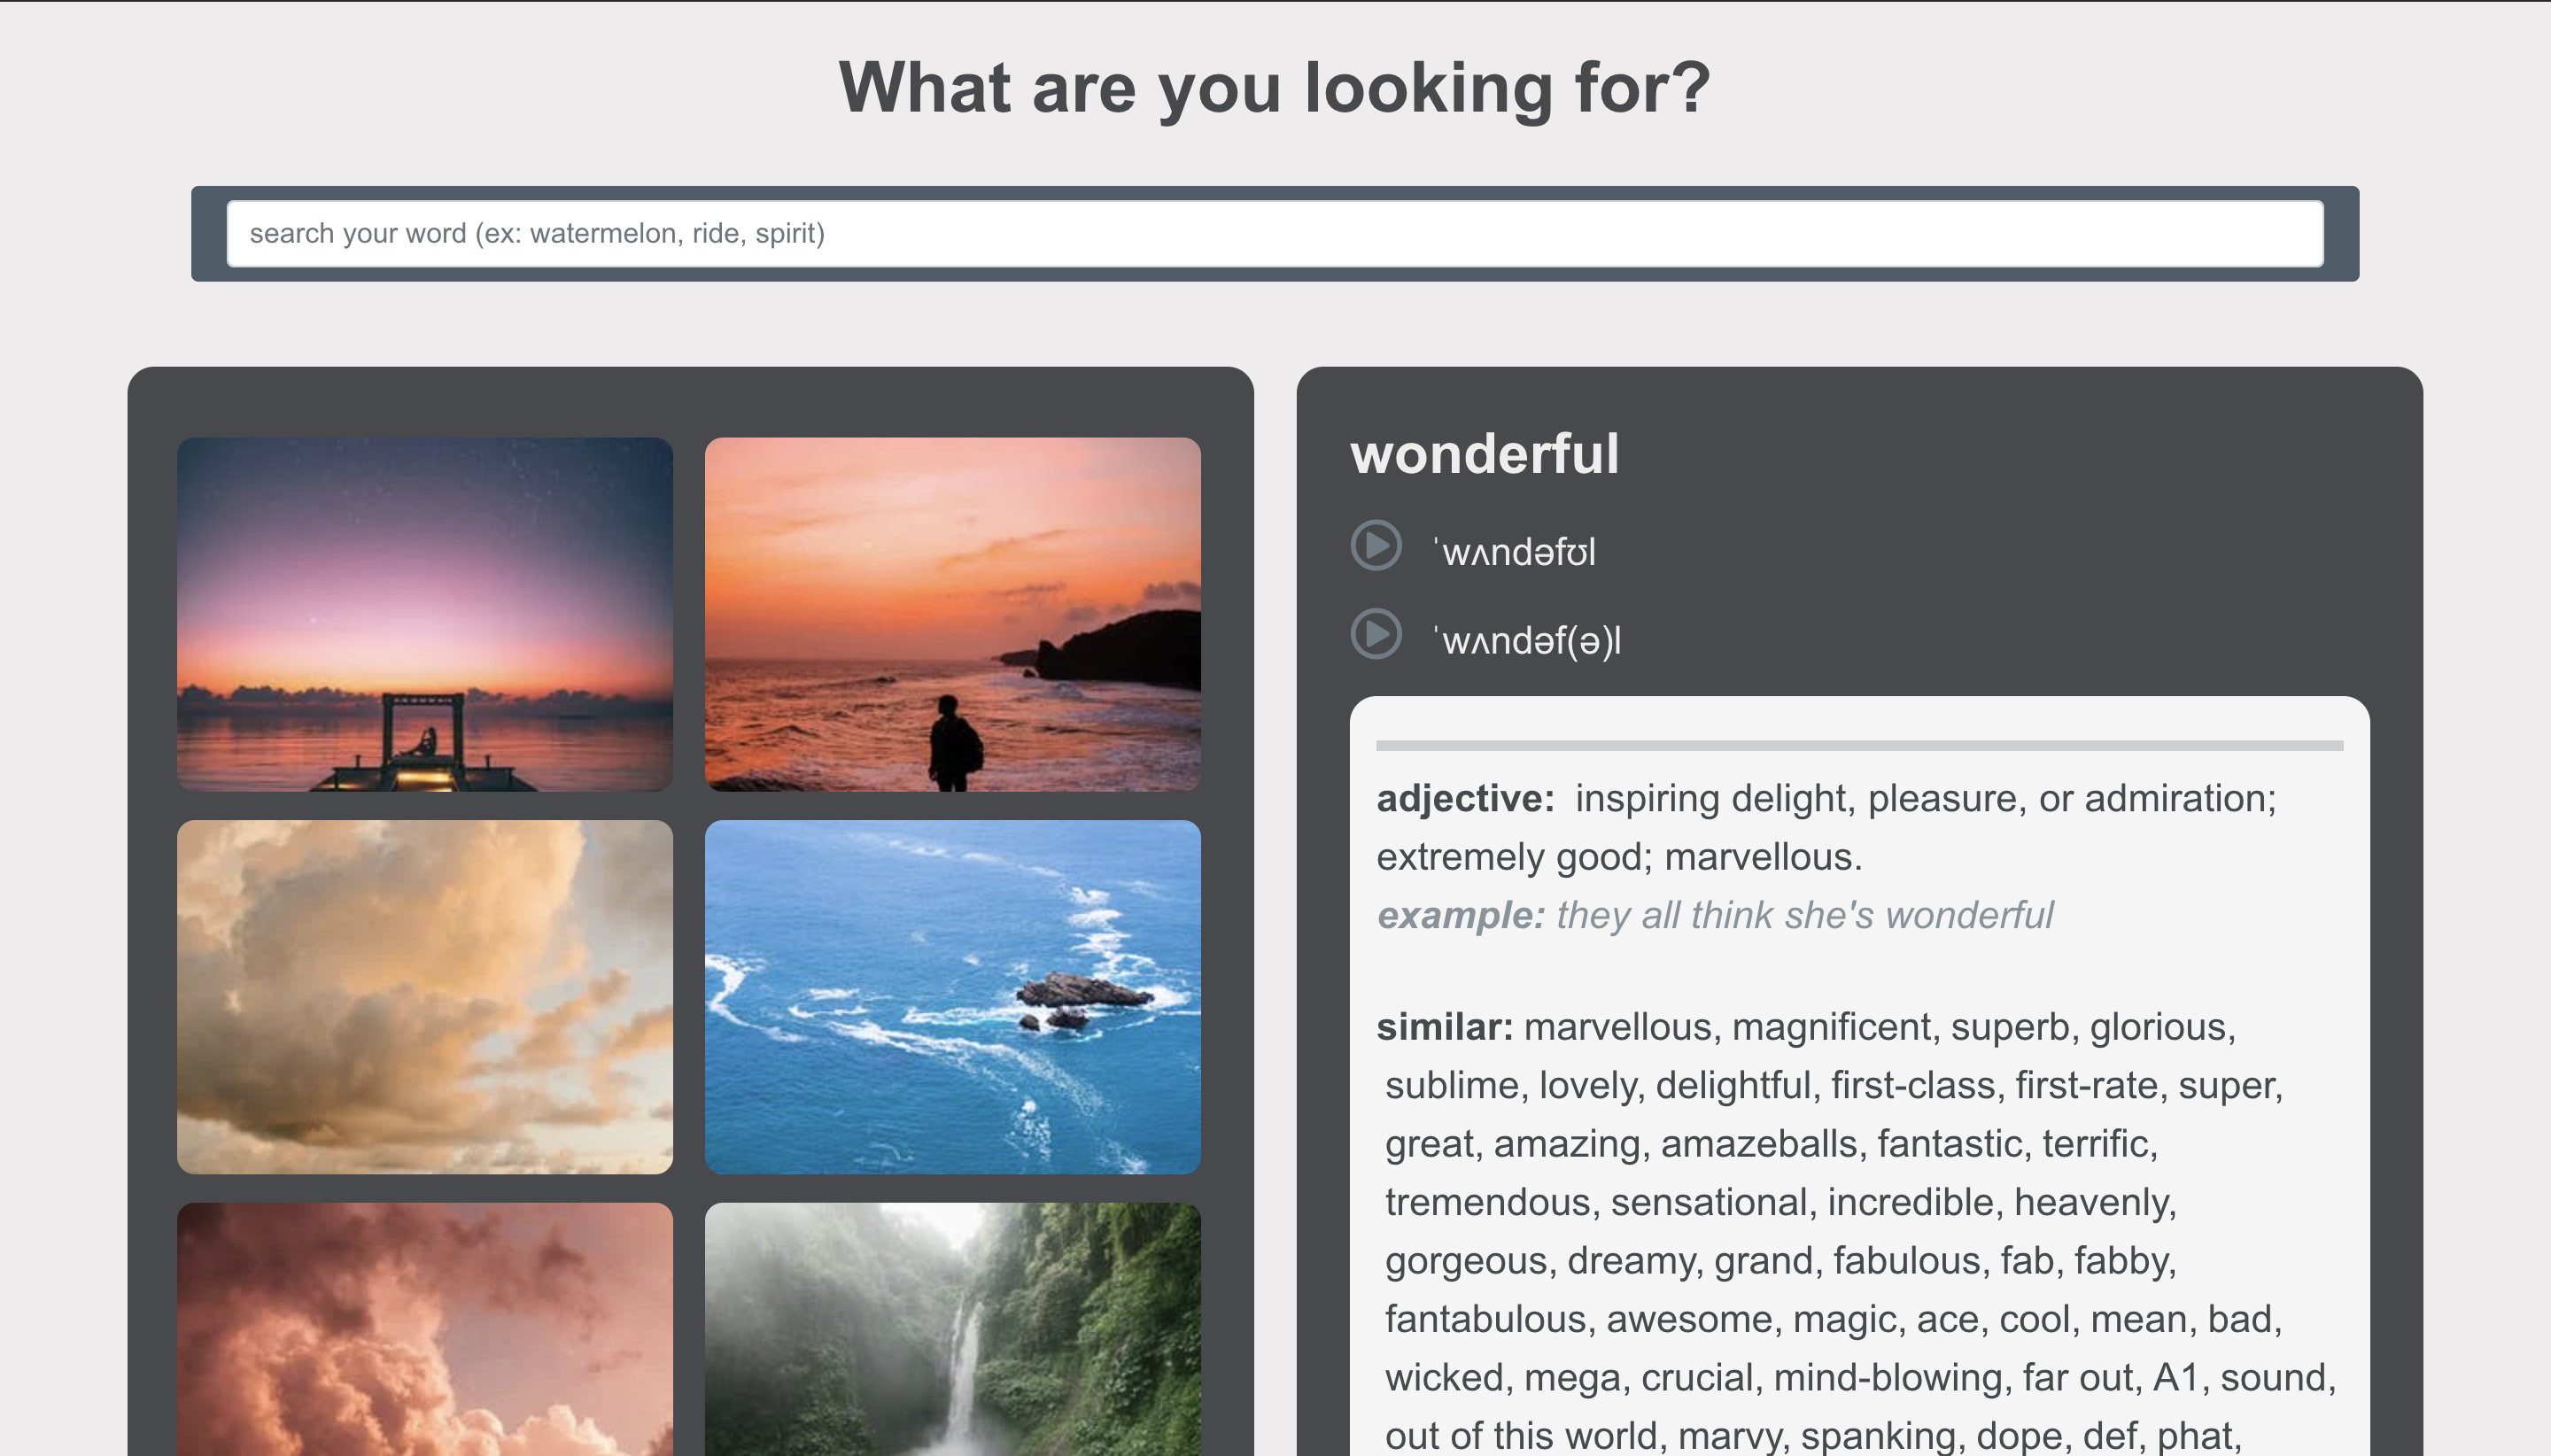 What are you looking for?
search your word (ex: watermelon, ride, spirit)
wonderful
ˈwʌndəfʊl
ˈwʌndəf(ə)l
adjective: inspiring delight, pleasure, or admiration;
extremely good; marvellous.
example: they all think she's wonderful
similar: marvellous, magnificent, superb, glorious,
sublime, lovely, delightful, first-class, first-rate, super,
great, amazing, amazeballs, fantastic, terrific,
tremendous, sensational, incredible, heavenly,
gorgeous, dreamy, grand, fabulous, fab, fabby,
fantabulous, awesome, magic, ace, cool, mean, bad,
wicked, mega, crucial, mind-blowing, far out, A1, sound,
out of this world, marvy, spanking, dope, def, phat,